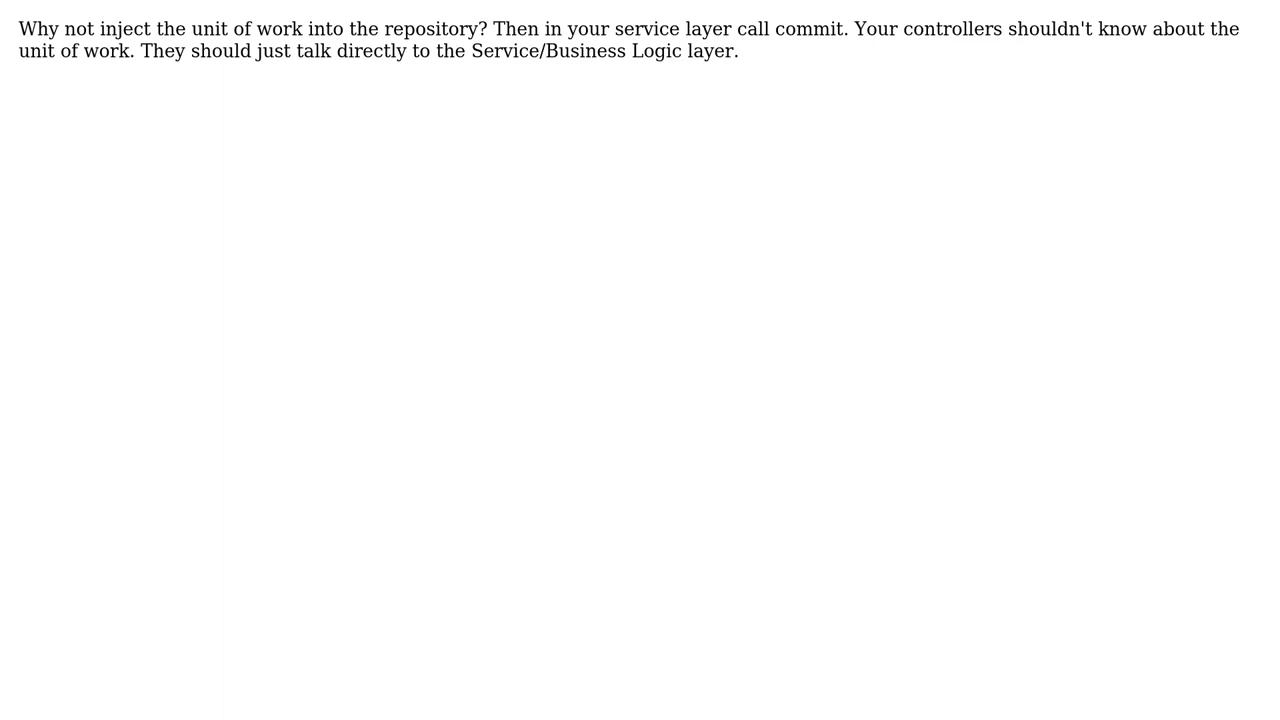 Why not inject the unit of work into the repository? Then in your service layer call commit. Your controllers shouldn't know about the
unit of work. They should just talk directly to the Service/Business Logic layer.